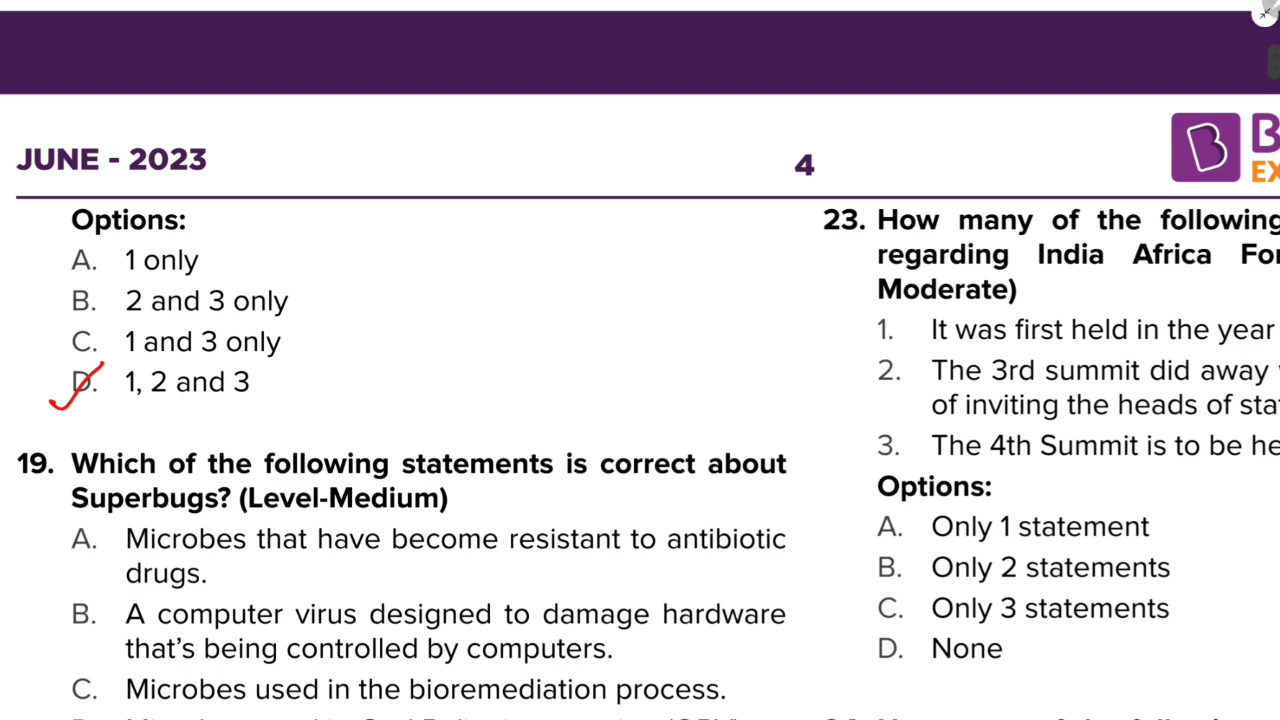 JUNE - 2023
4
B
EX
Options:
A. 1 only
B. 2 and 3 only
C. 1 and 3 only
D. 1, 2 and 3
19. Which of the following statements is correct about
Superbugs? (Level-Medium)
A. Microbes that have become resistant to antibiotic
drugs.
B. A computer virus designed to damage hardware
that's being controlled by computers.
C. Microbes used in the bioremediation process.
23. How many of the following
regarding India Africa
Moderate)
1. It was first held in the year
2. The 3rd summit did away
of inviting the heads of
3. The 4th Summit is to be
Options:
A. Only 1 statement
B. Only 2 statements
C. Only 3 statements
D. None